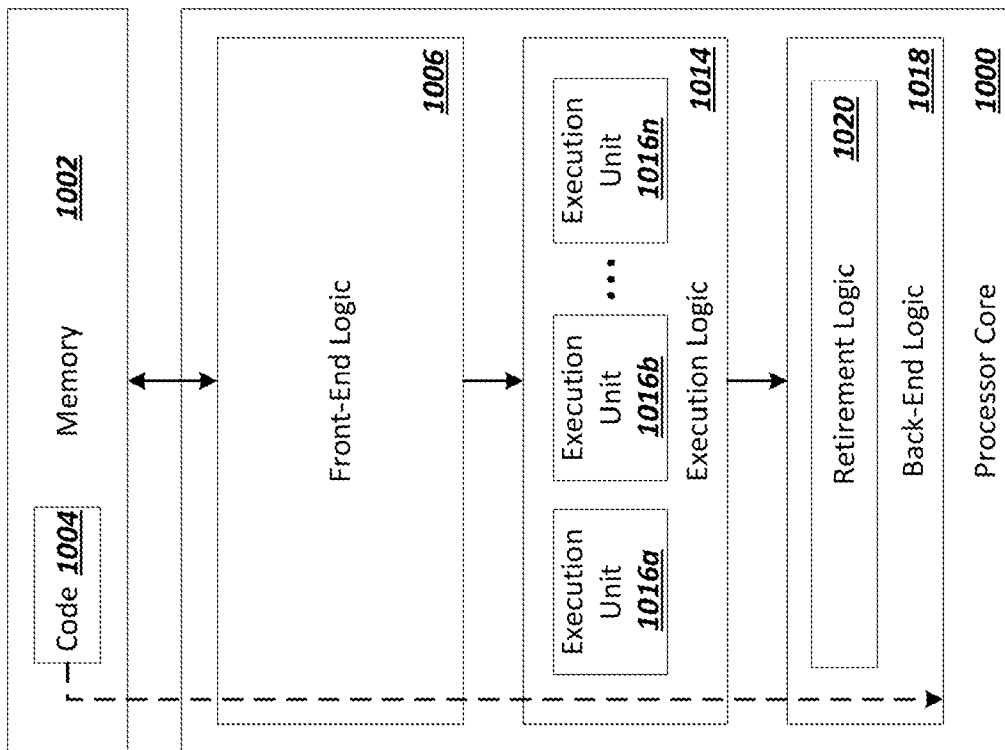 Code 1004
Memory
1002
Front-End Logic
1006
Execution
Unit
1016a
Execution
Unit
1016b
•••
Execution
Unit
1016n
Execution Logic
1014
Retirement Logic
1020
Back-End Logic
1018
Processor Core
1000